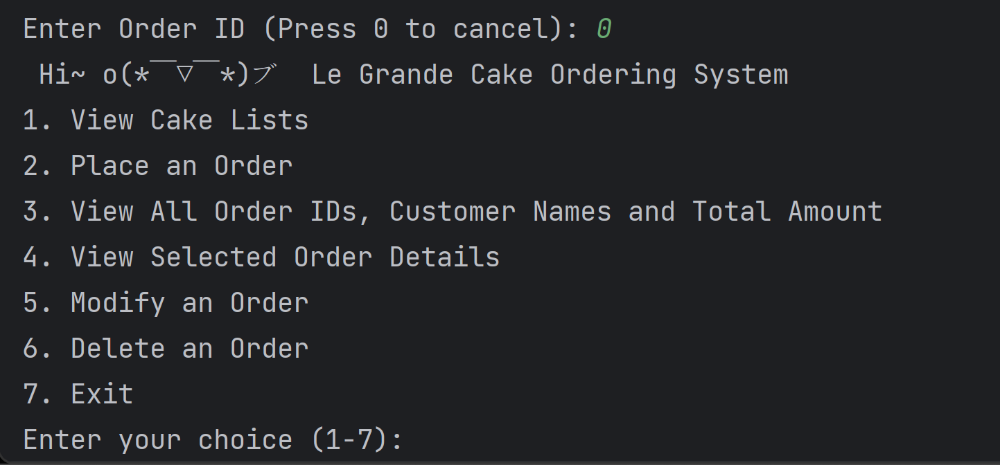 Enter Order ID (Press 0 to cancel): 0
Hi~ o(*￣▽￣*)ブ  Le Grande Cake Ordering System
1. View Cake Lists
2. Place an Order
3. View All Order IDs, Customer Names and Total Amount
4. View Selected Order Details
5. Modify an Order
6. Delete an Order
7. Exit
Enter your choice (1-7):